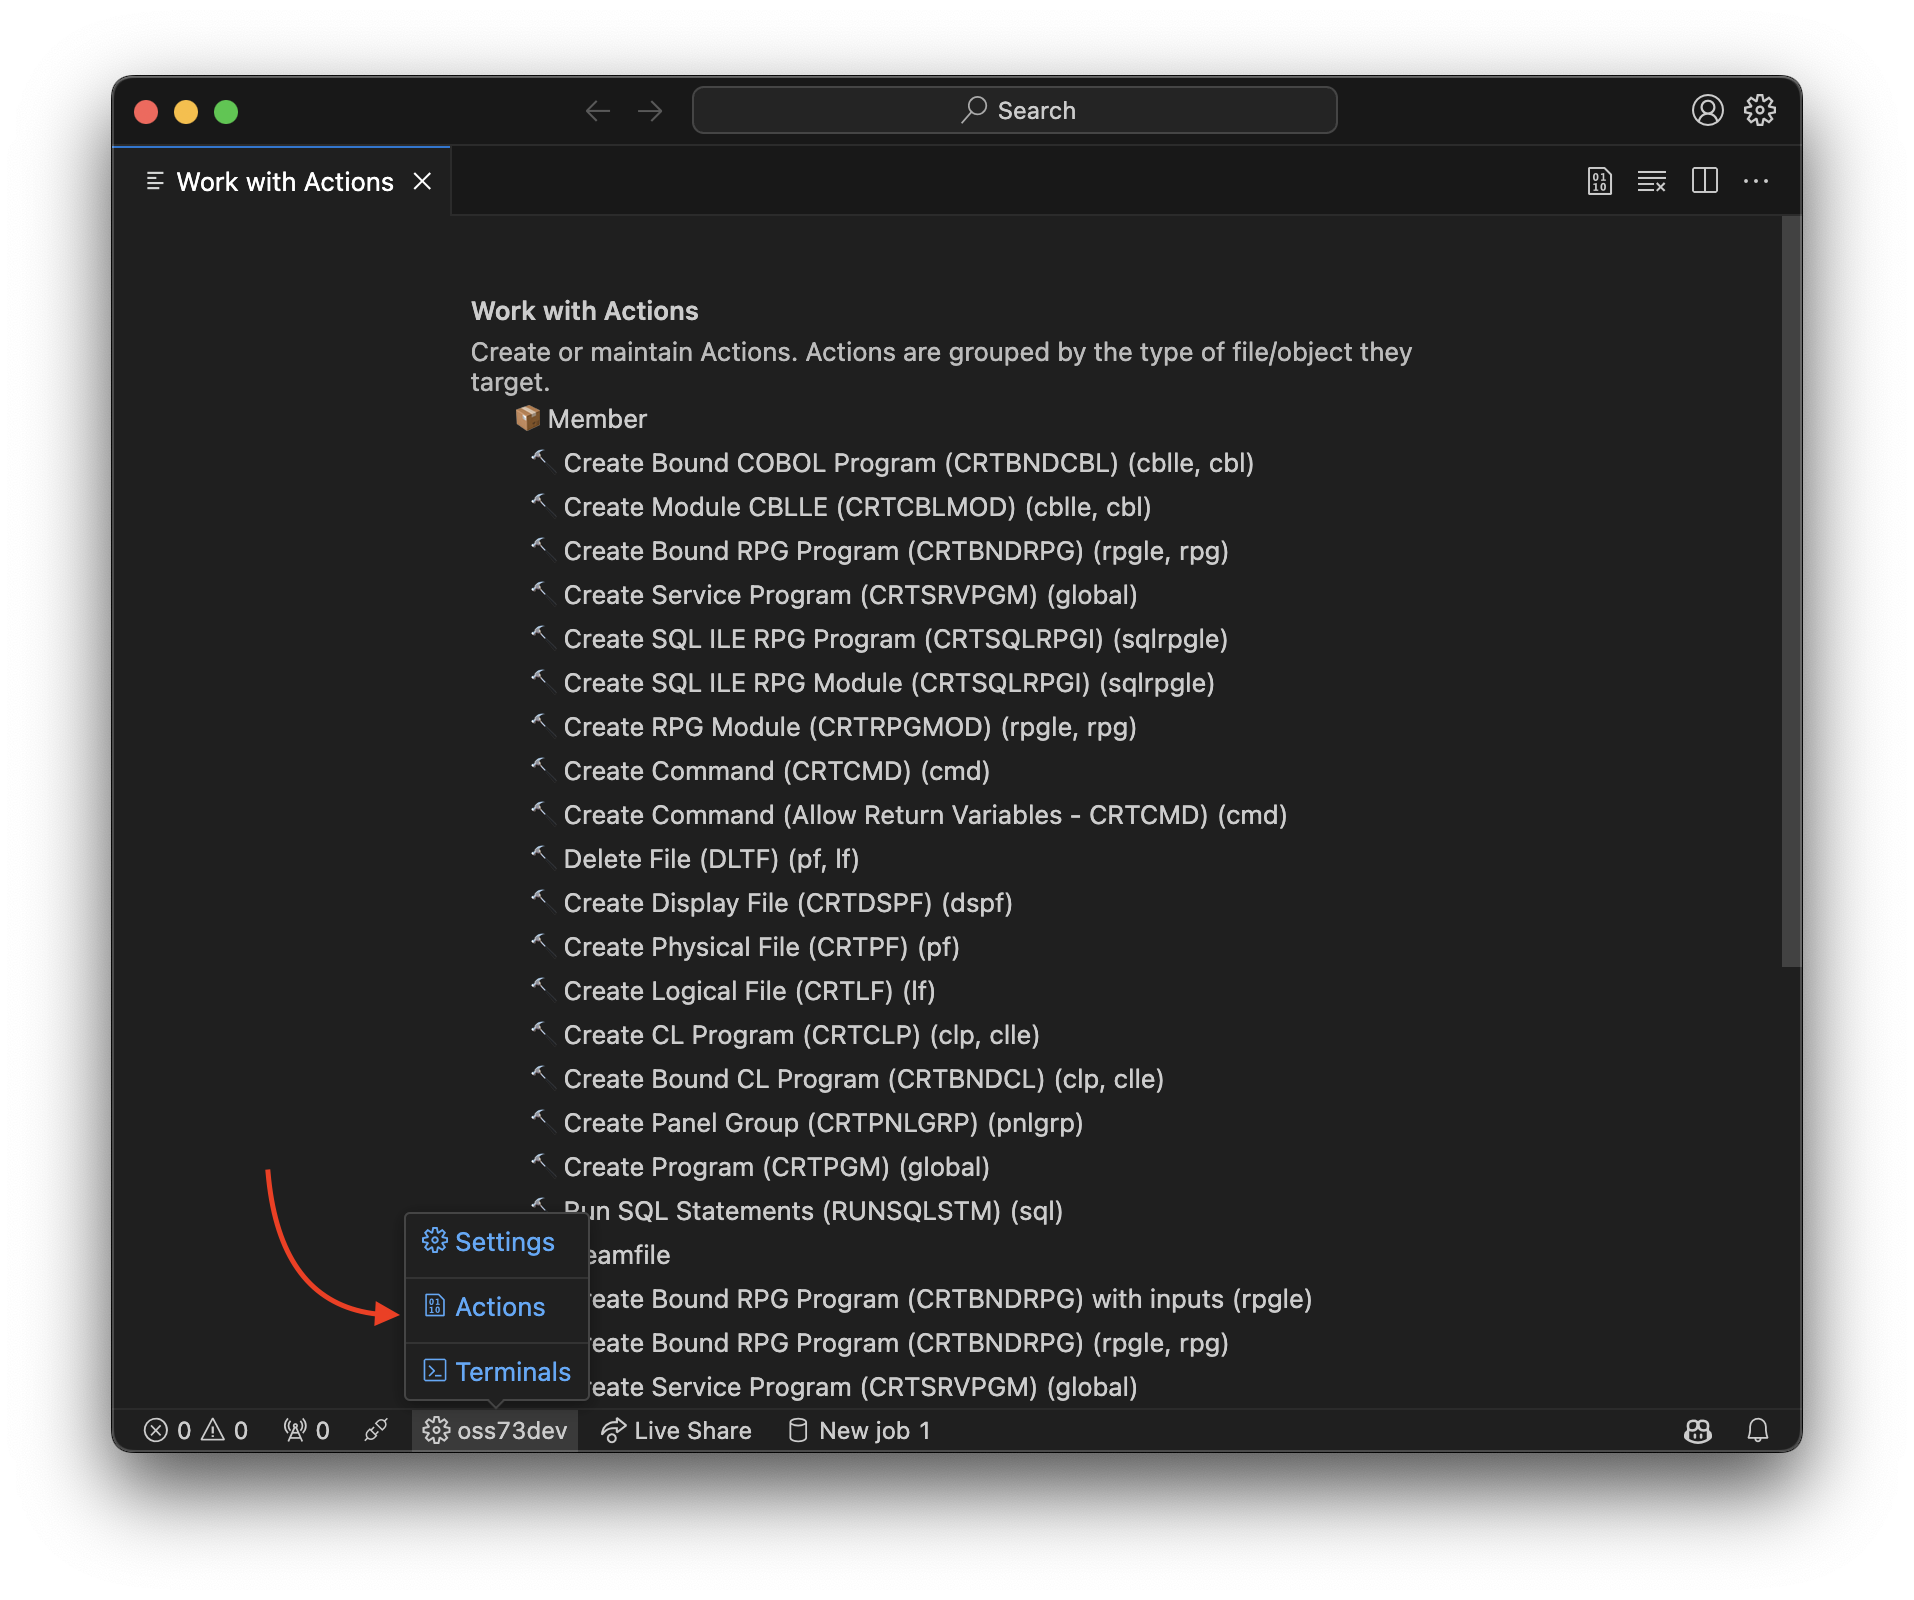 Search
Work with Actions
Work with Actions
Create or maintain Actions. Actions are grouped by the type of file/object they
target.
Member
Create Bound COBOL Program (CRTBNDCBL) (cblle, cbl)
Create Module CBLLE (CRTCBLMOD) (cblle, cbl)
Create Bound RPG Program (CRTBNDRPG) (rpgle, rpg)
Create Service Program (CRTSRVPGM) (global)
Create SQL ILE RPG Program (CRTSQLRPGI) (sqlrpgle)
Create SQL ILE RPG Module (CRTSQLRPGI) (sqlrpgle)
Create RPG Module (CRTRPGMOD) (rpgle, rpg)
Create Command (CRTCMD) (cmd)
Create Command (Allow Return Variables - CRTCMD) (cmd)
Delete File (DLTF) (pf, lf)
Create Display File (CRTDSPF) (dspf)
Create Physical File (CRTPF) (pf)
Create Logical File (CRTLF) (lf)
Create CL Program (CRTCLP) (clp, clle)
Create Bound CL Program (CRTBNDCL) (clp, clle)
Create Panel Group (CRTPNLGRP) (pnlgrp)
Create Program (CRTPGM) (global)
Run SQL Statements (RUNSQLSTM) (sql)
eamfile
reate Bound RPG Program (CRTBNDRPG) with inputs (rpgle)
reate Bound RPG Program (CRTBNDRPG) (rpgle, rpg)
reate Service Program (CRTSRVPGM) (global)
Settings
Actions
Terminals
0 0 0 oss73dev Live Share New job 1